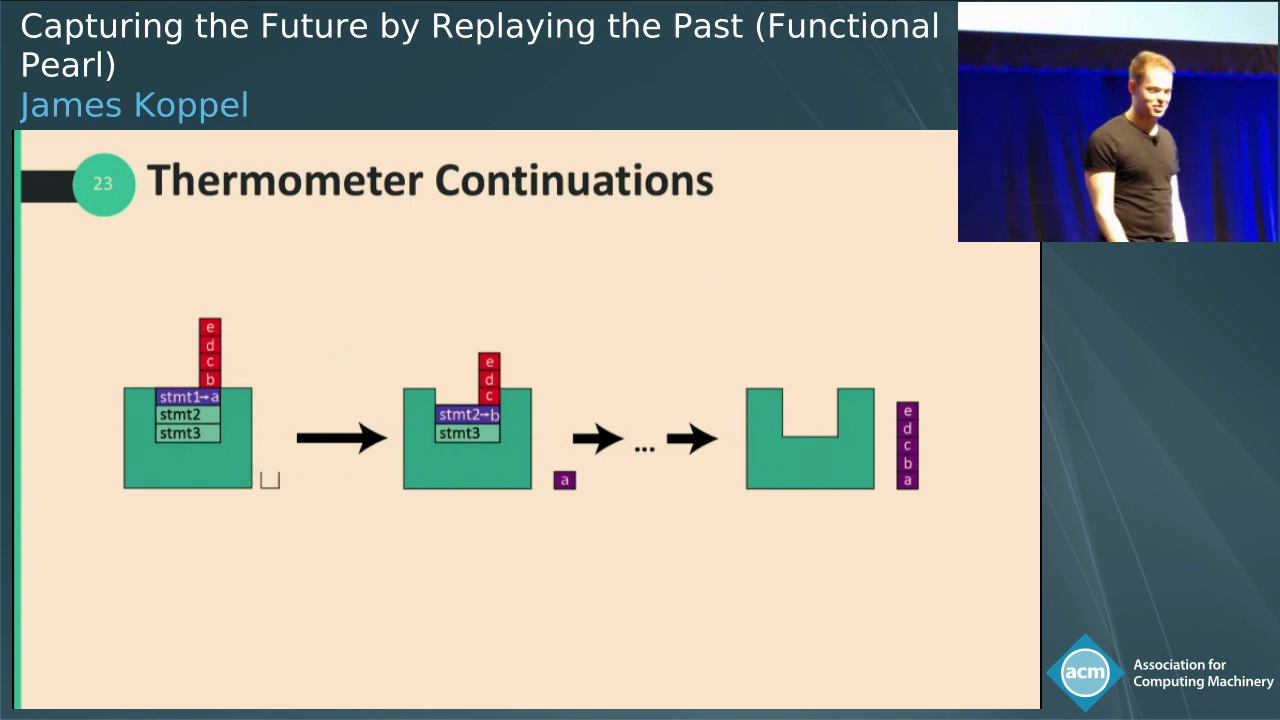 Capturing the Future by Replaying the Past (Functional
Pearl)
James Koppel
23
Thermometer Continuations
e
d
c
b
stmt1→a
stmt2
stmt3
e
d
c
stmt2→b
stmt3
a
...
e
d
c
b
a
acm
Association for
Computing Machinery